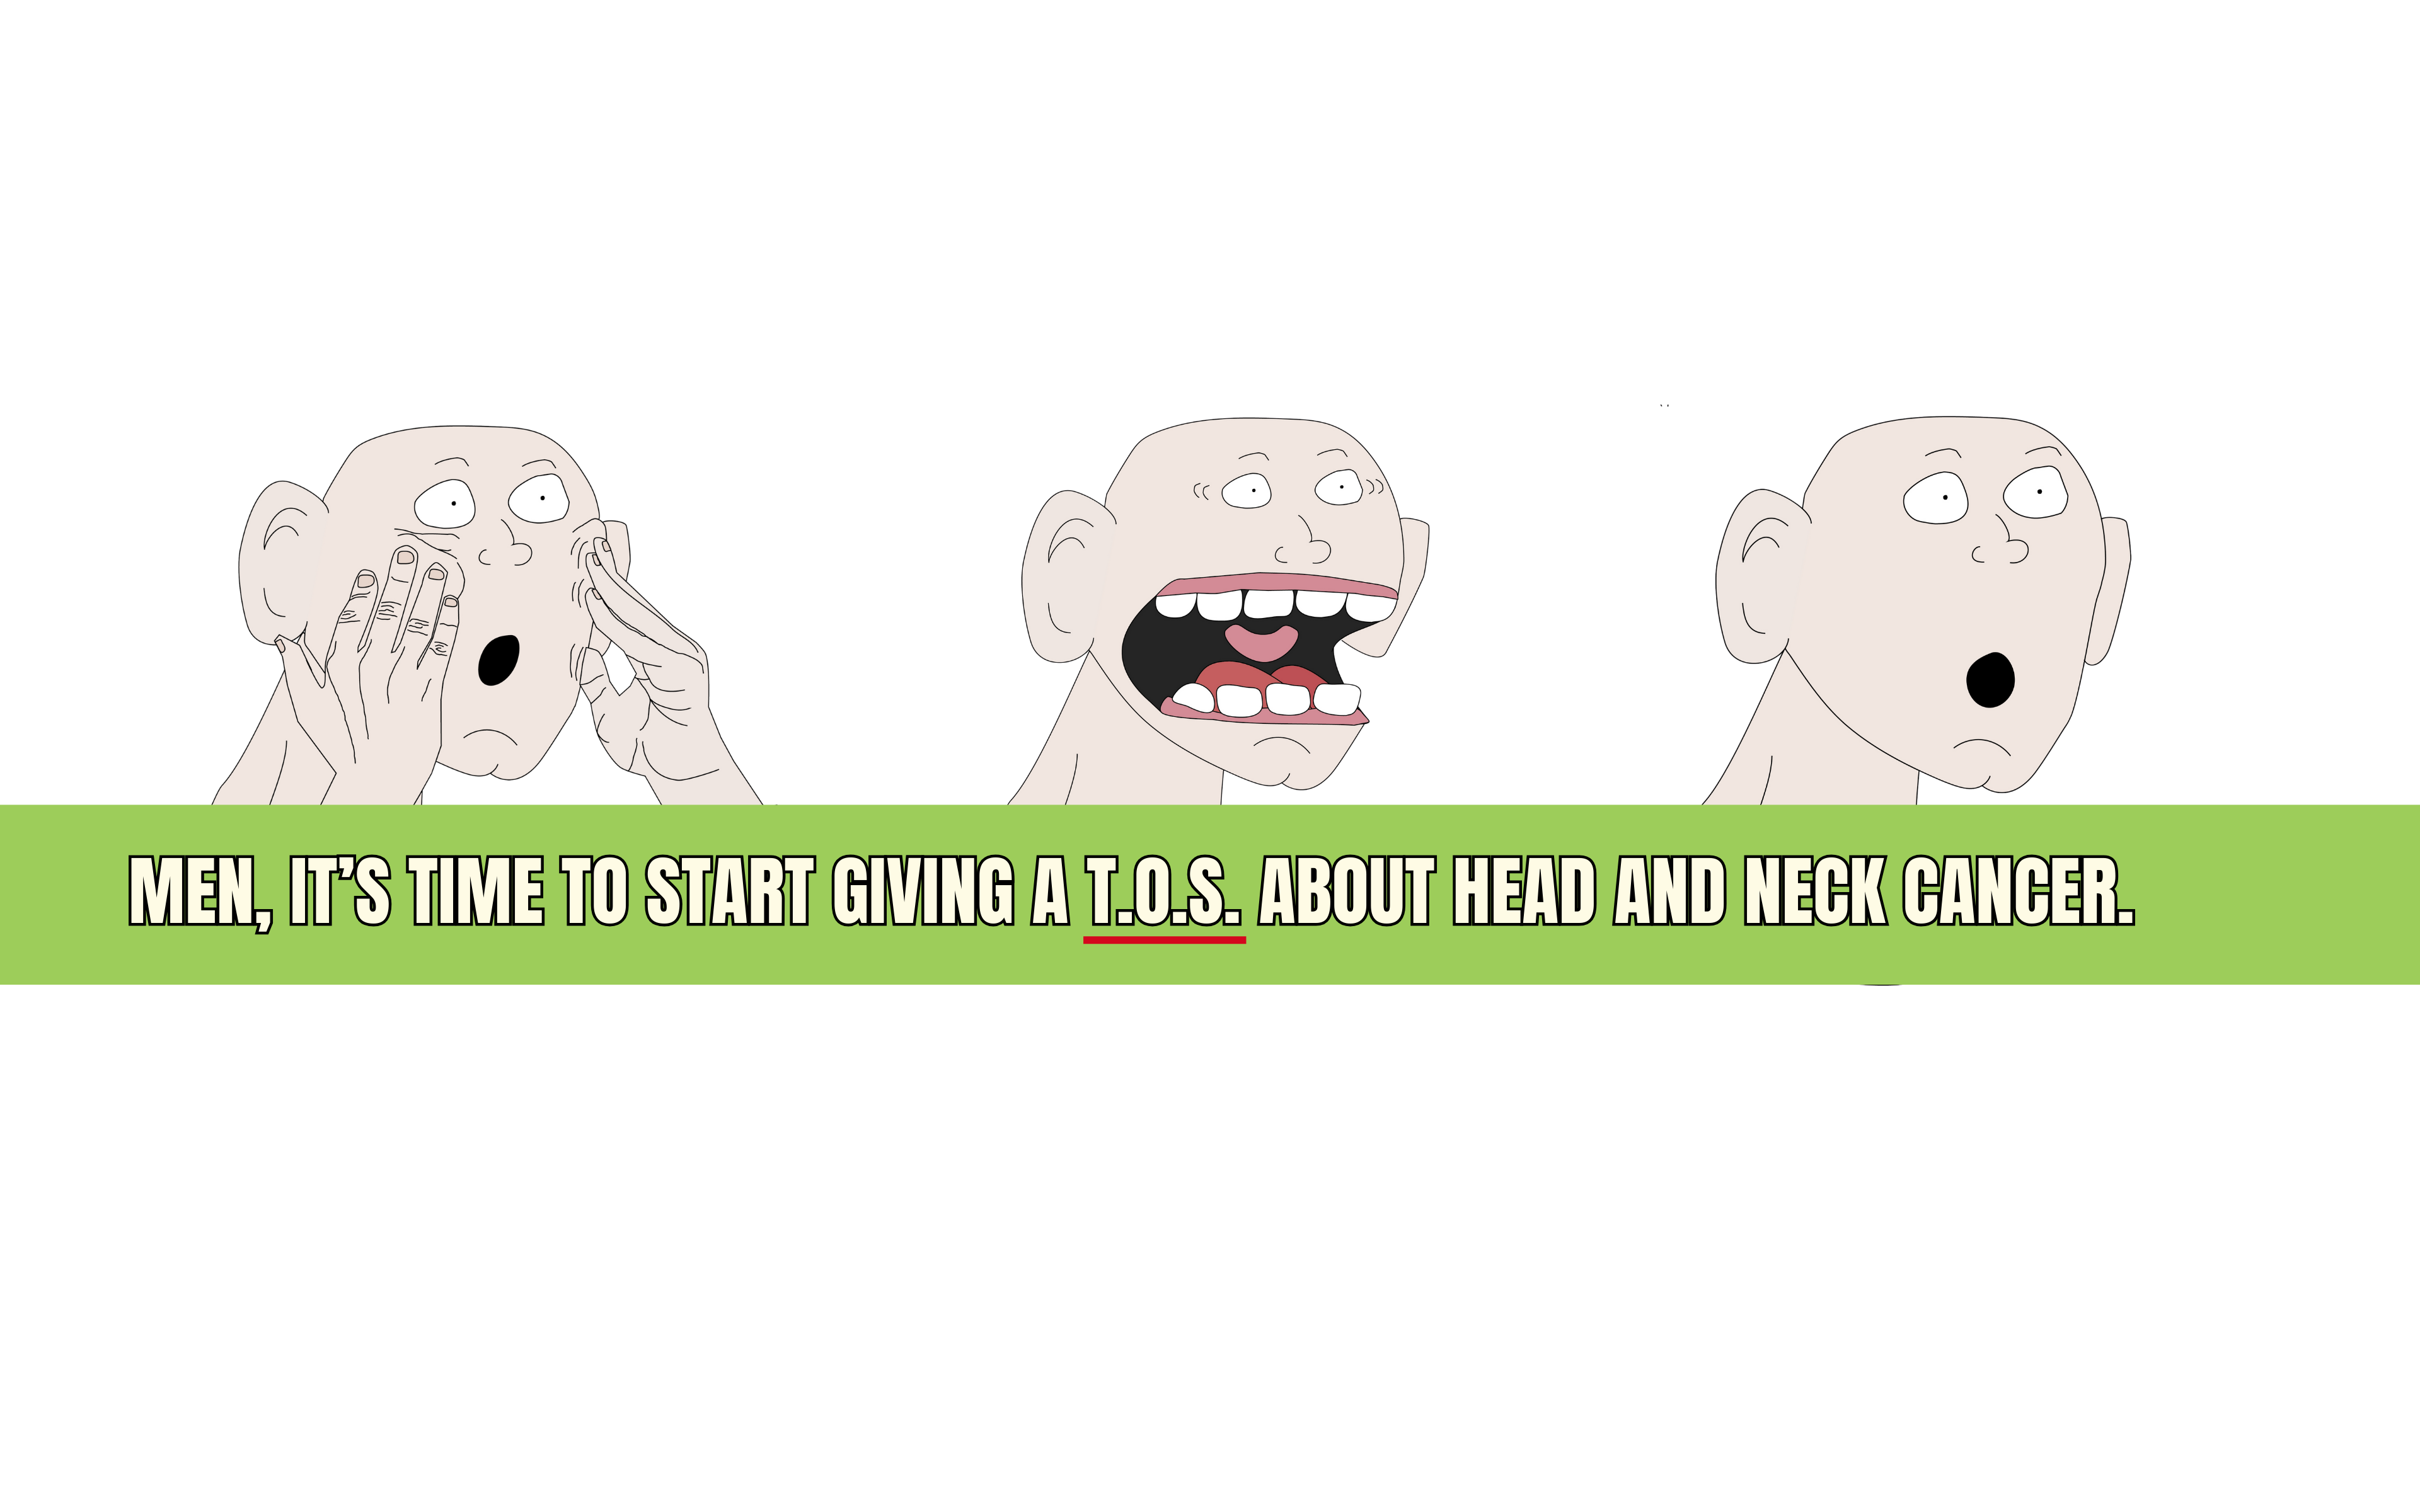 MEN, IT’S TIME TO START GIVING A T.O.S. ABOUT HEAD AND NECK CANCER.